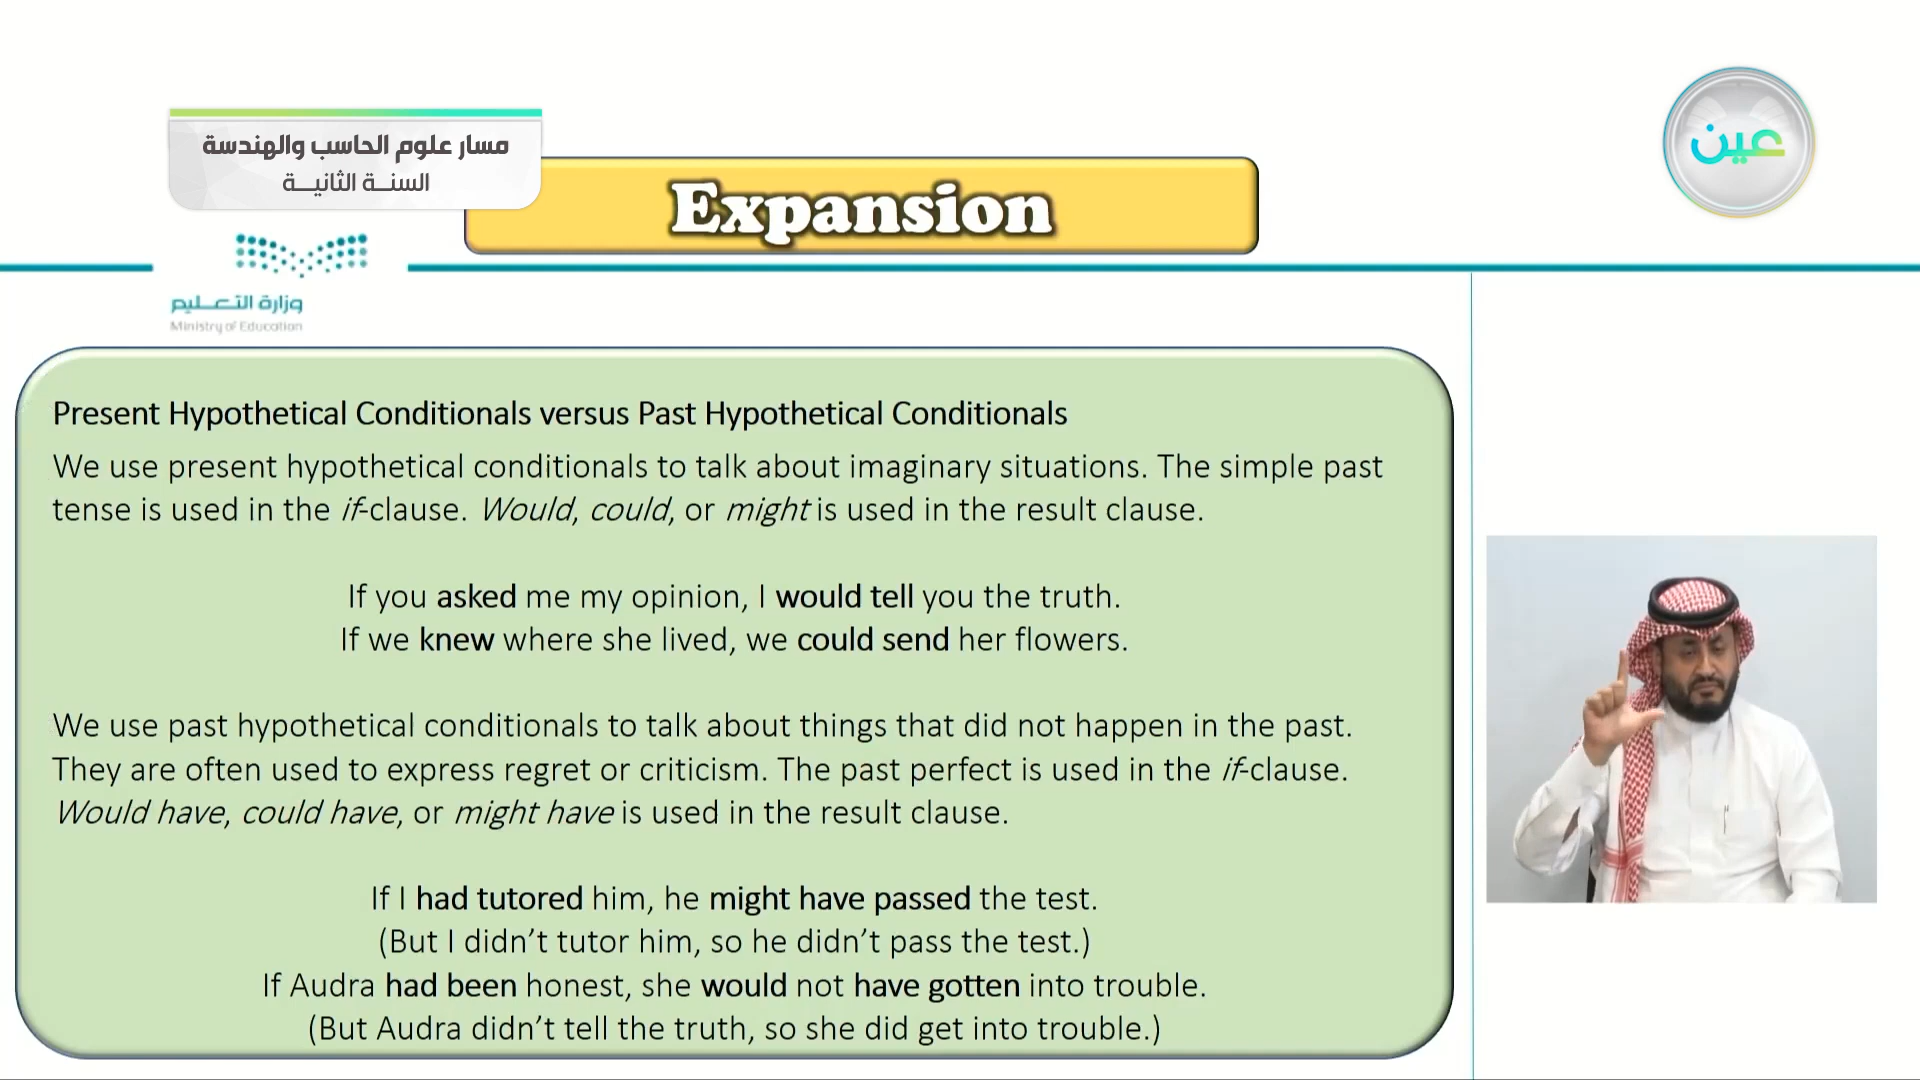 مسار علوم الحاسب والهندسة
السنة الثانية
عين
Expansion
وزارة التعليم
Ministry of Education
Present Hypothetical Conditionals versus Past Hypothetical Conditionals
We use present hypothetical conditionals to talk about imaginary situations. The simple past
tense is used in the if-clause. Would, could, or might is used in the result clause.
If you asked me my opinion, I would tell you the truth.
If we knew where she lived, we could send her flowers.
We use past hypothetical conditionals to talk about things that did not happen in the past.
They are often used to express regret or criticism. The past perfect is used in the if-clause.
Would have, could have, or might have is used in the result clause.
If I had tutored him, he might have passed the test.
(But I didn’t tutor him, so he didn’t pass the test.)
If Audra had been honest, she would not have gotten into trouble.
(But Audra didn’t tell the truth, so she did get into trouble.)